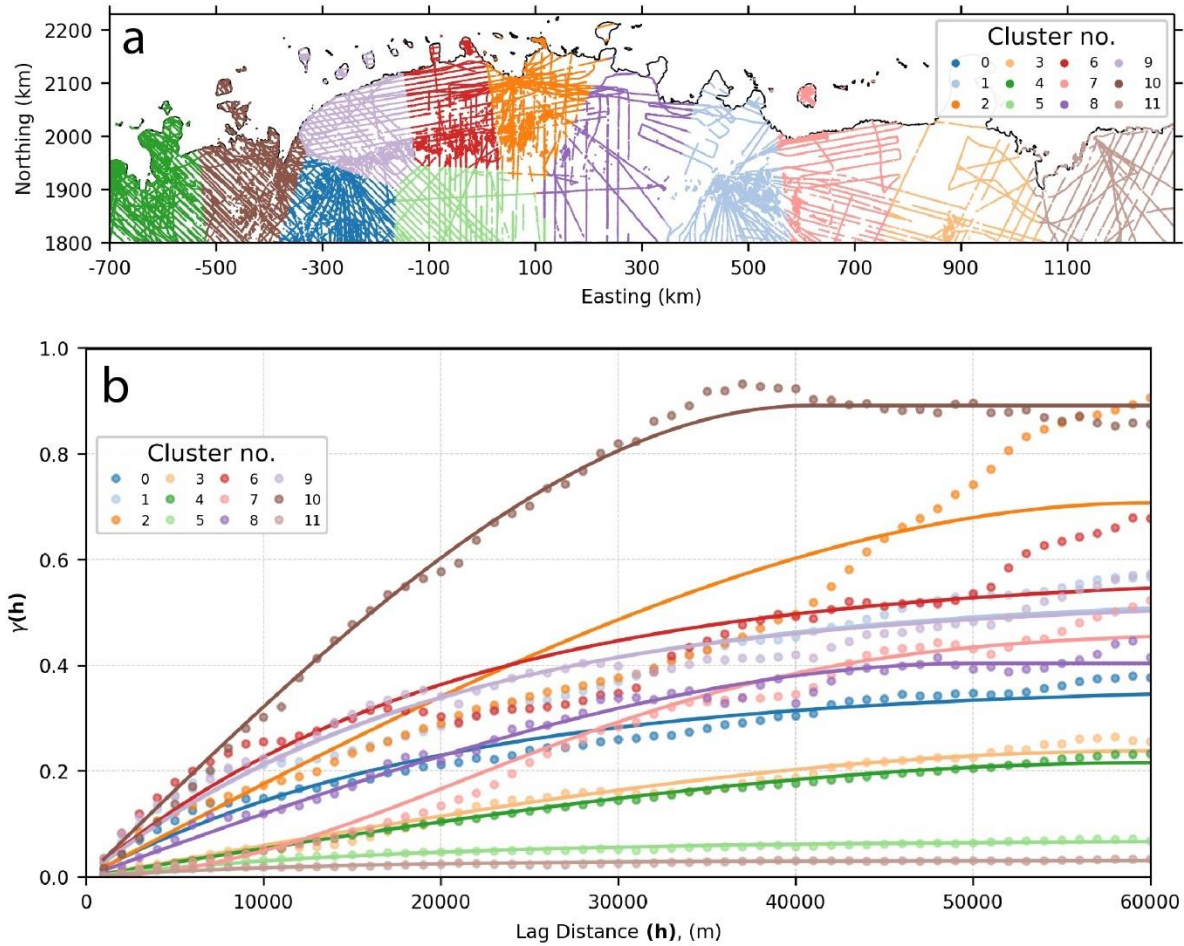 a
Northing (km)
2200
2100
2000
1900
1800
-700 -500 -300 -100 100 300 500 700 900 1100
Easting (km)
Cluster no.
0 3 6 9
1 4 7 10
2 5 8 11
b
γ(h)
1.0
0.8
0.6
0.4
0.2
0.0
Cluster no.
0 3 6 9
1 4 7 10
2 5 8 11
0 10000 20000 30000 40000 50000 60000
Lag Distance (h), (m)